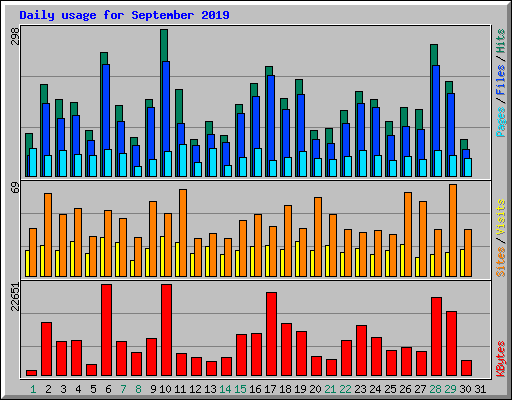 Daily usage for September 2019
298
69
22651
Pages / Files / Hits
Sites / Visits
KBytes
1 2 3 4 5 6 7 8 9 10 11 12 13 14 15 16 17 18 19 20 21 22 23 24 25 26 27 28 29 30 31